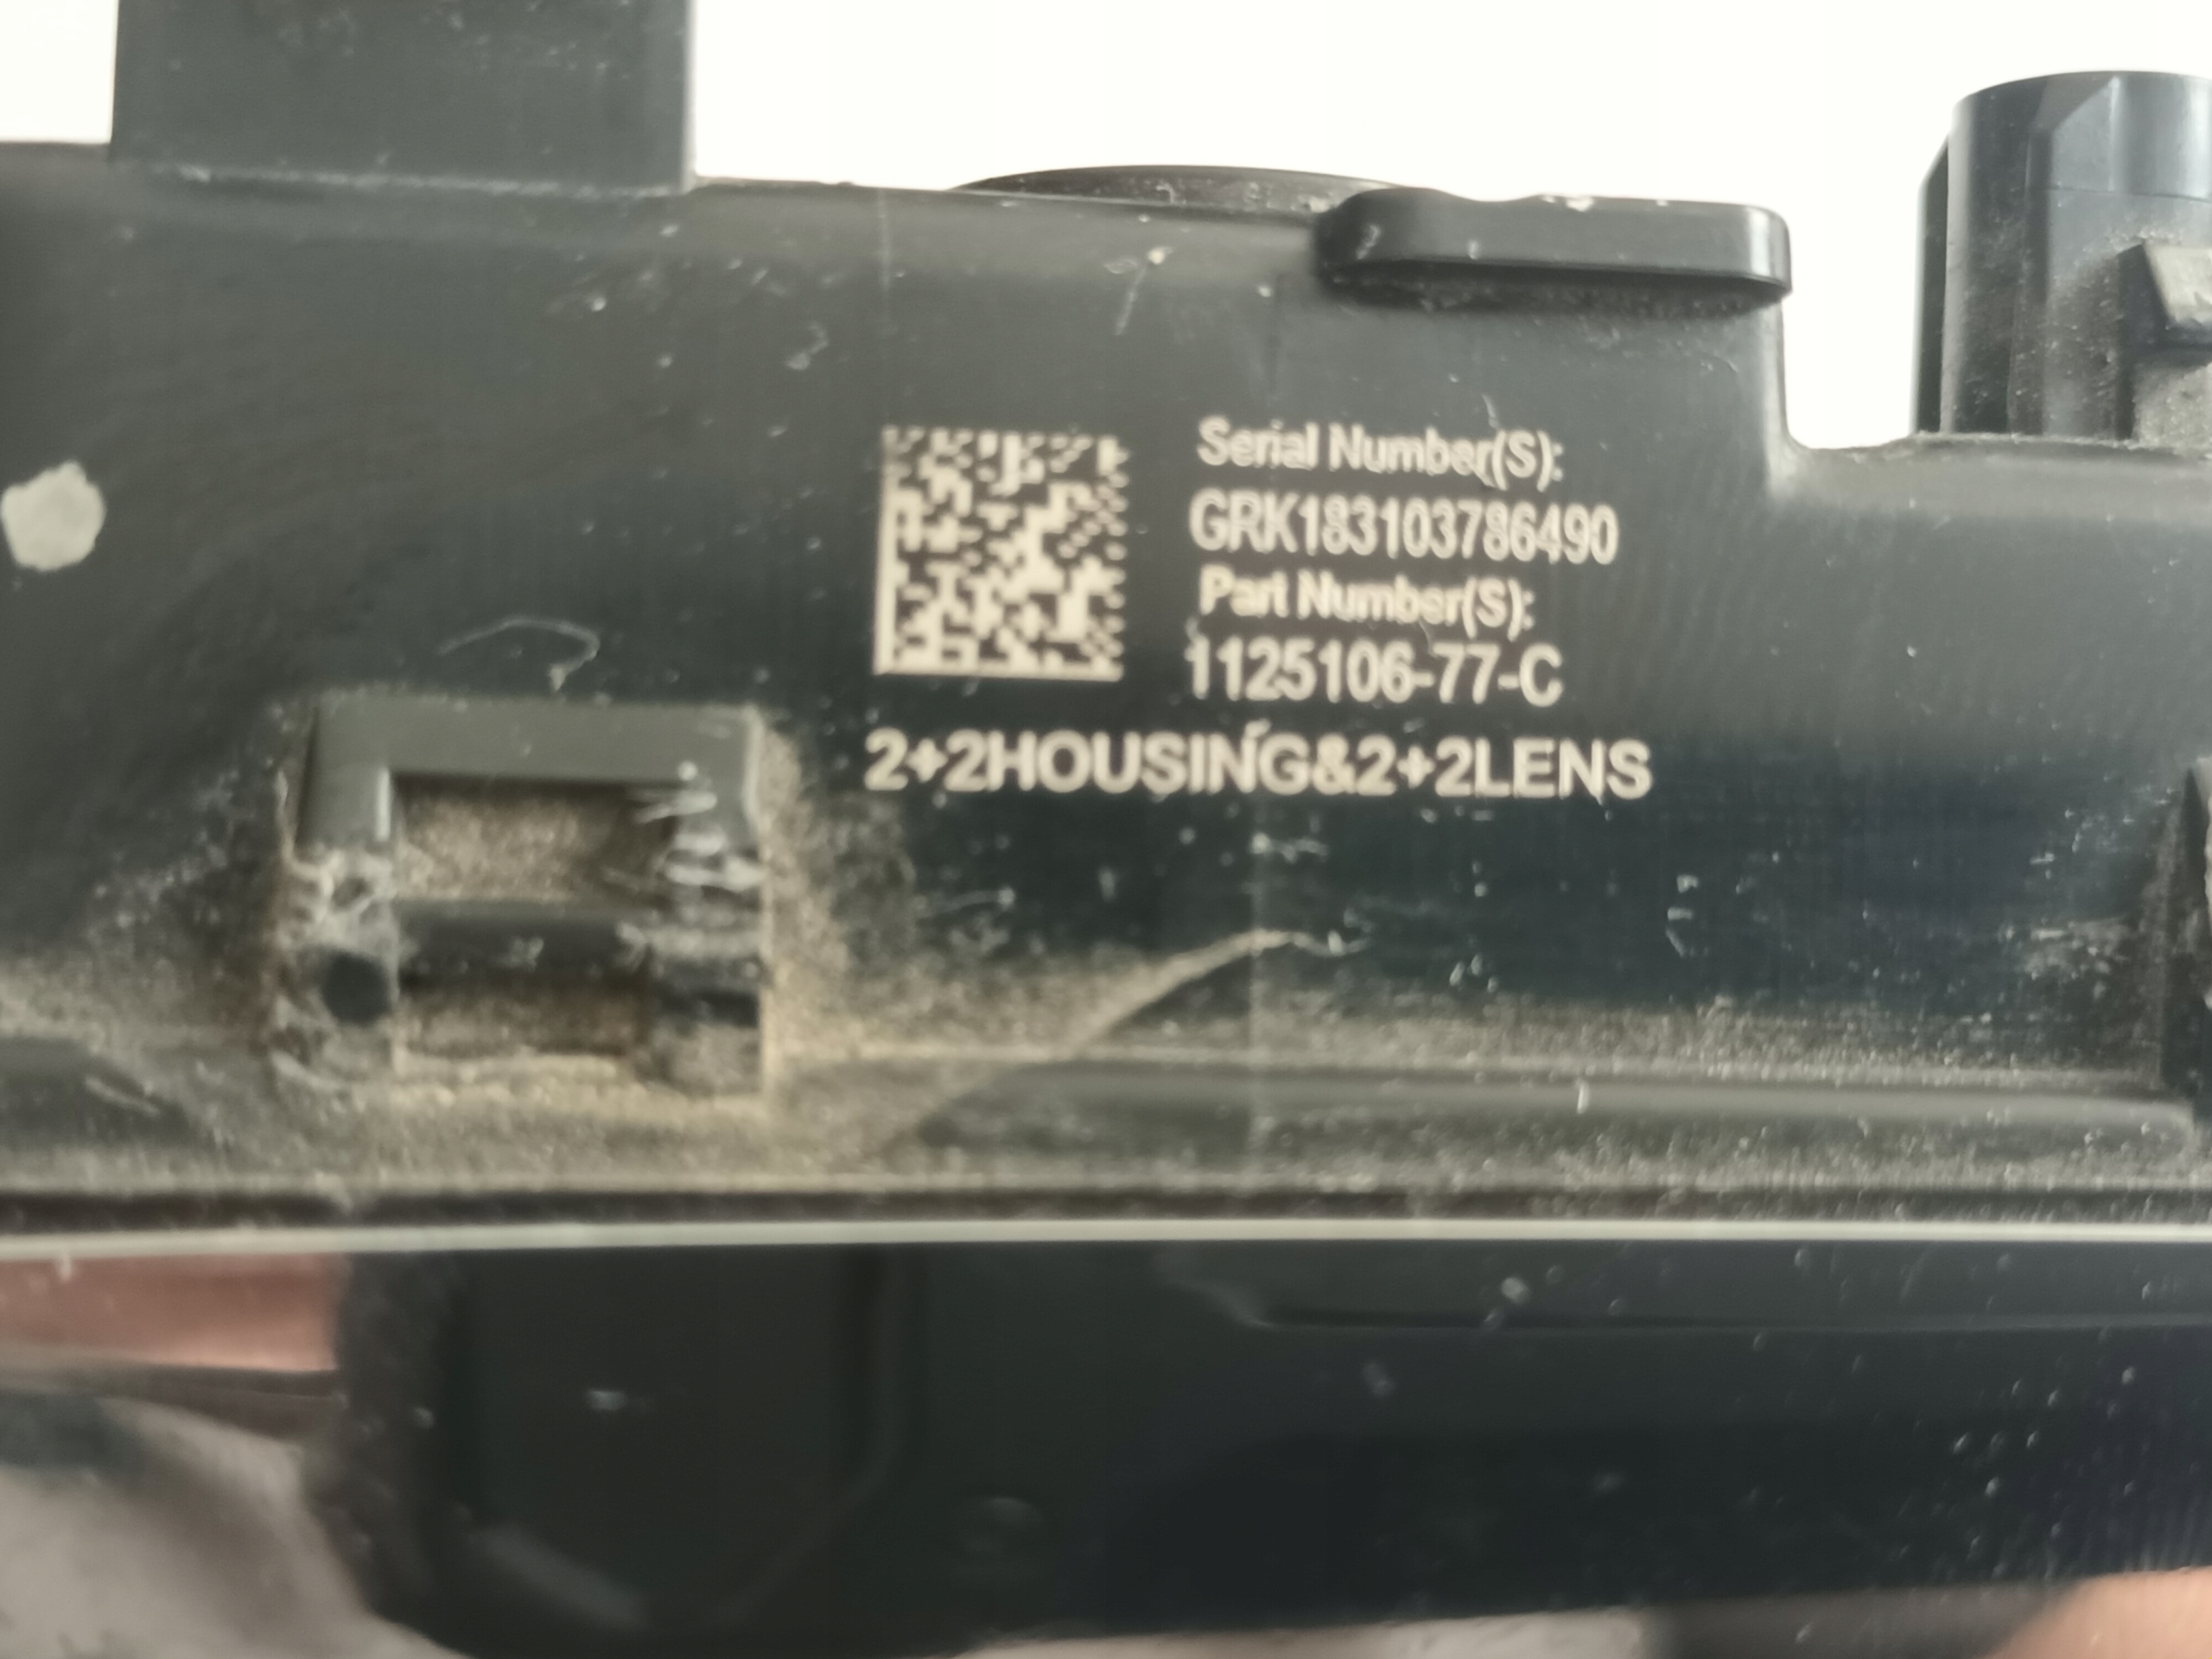 Serial Number(S):
GRK183103786490
Part Number(S):
1125106-77-C
2+2HOUSING&2+2LENS